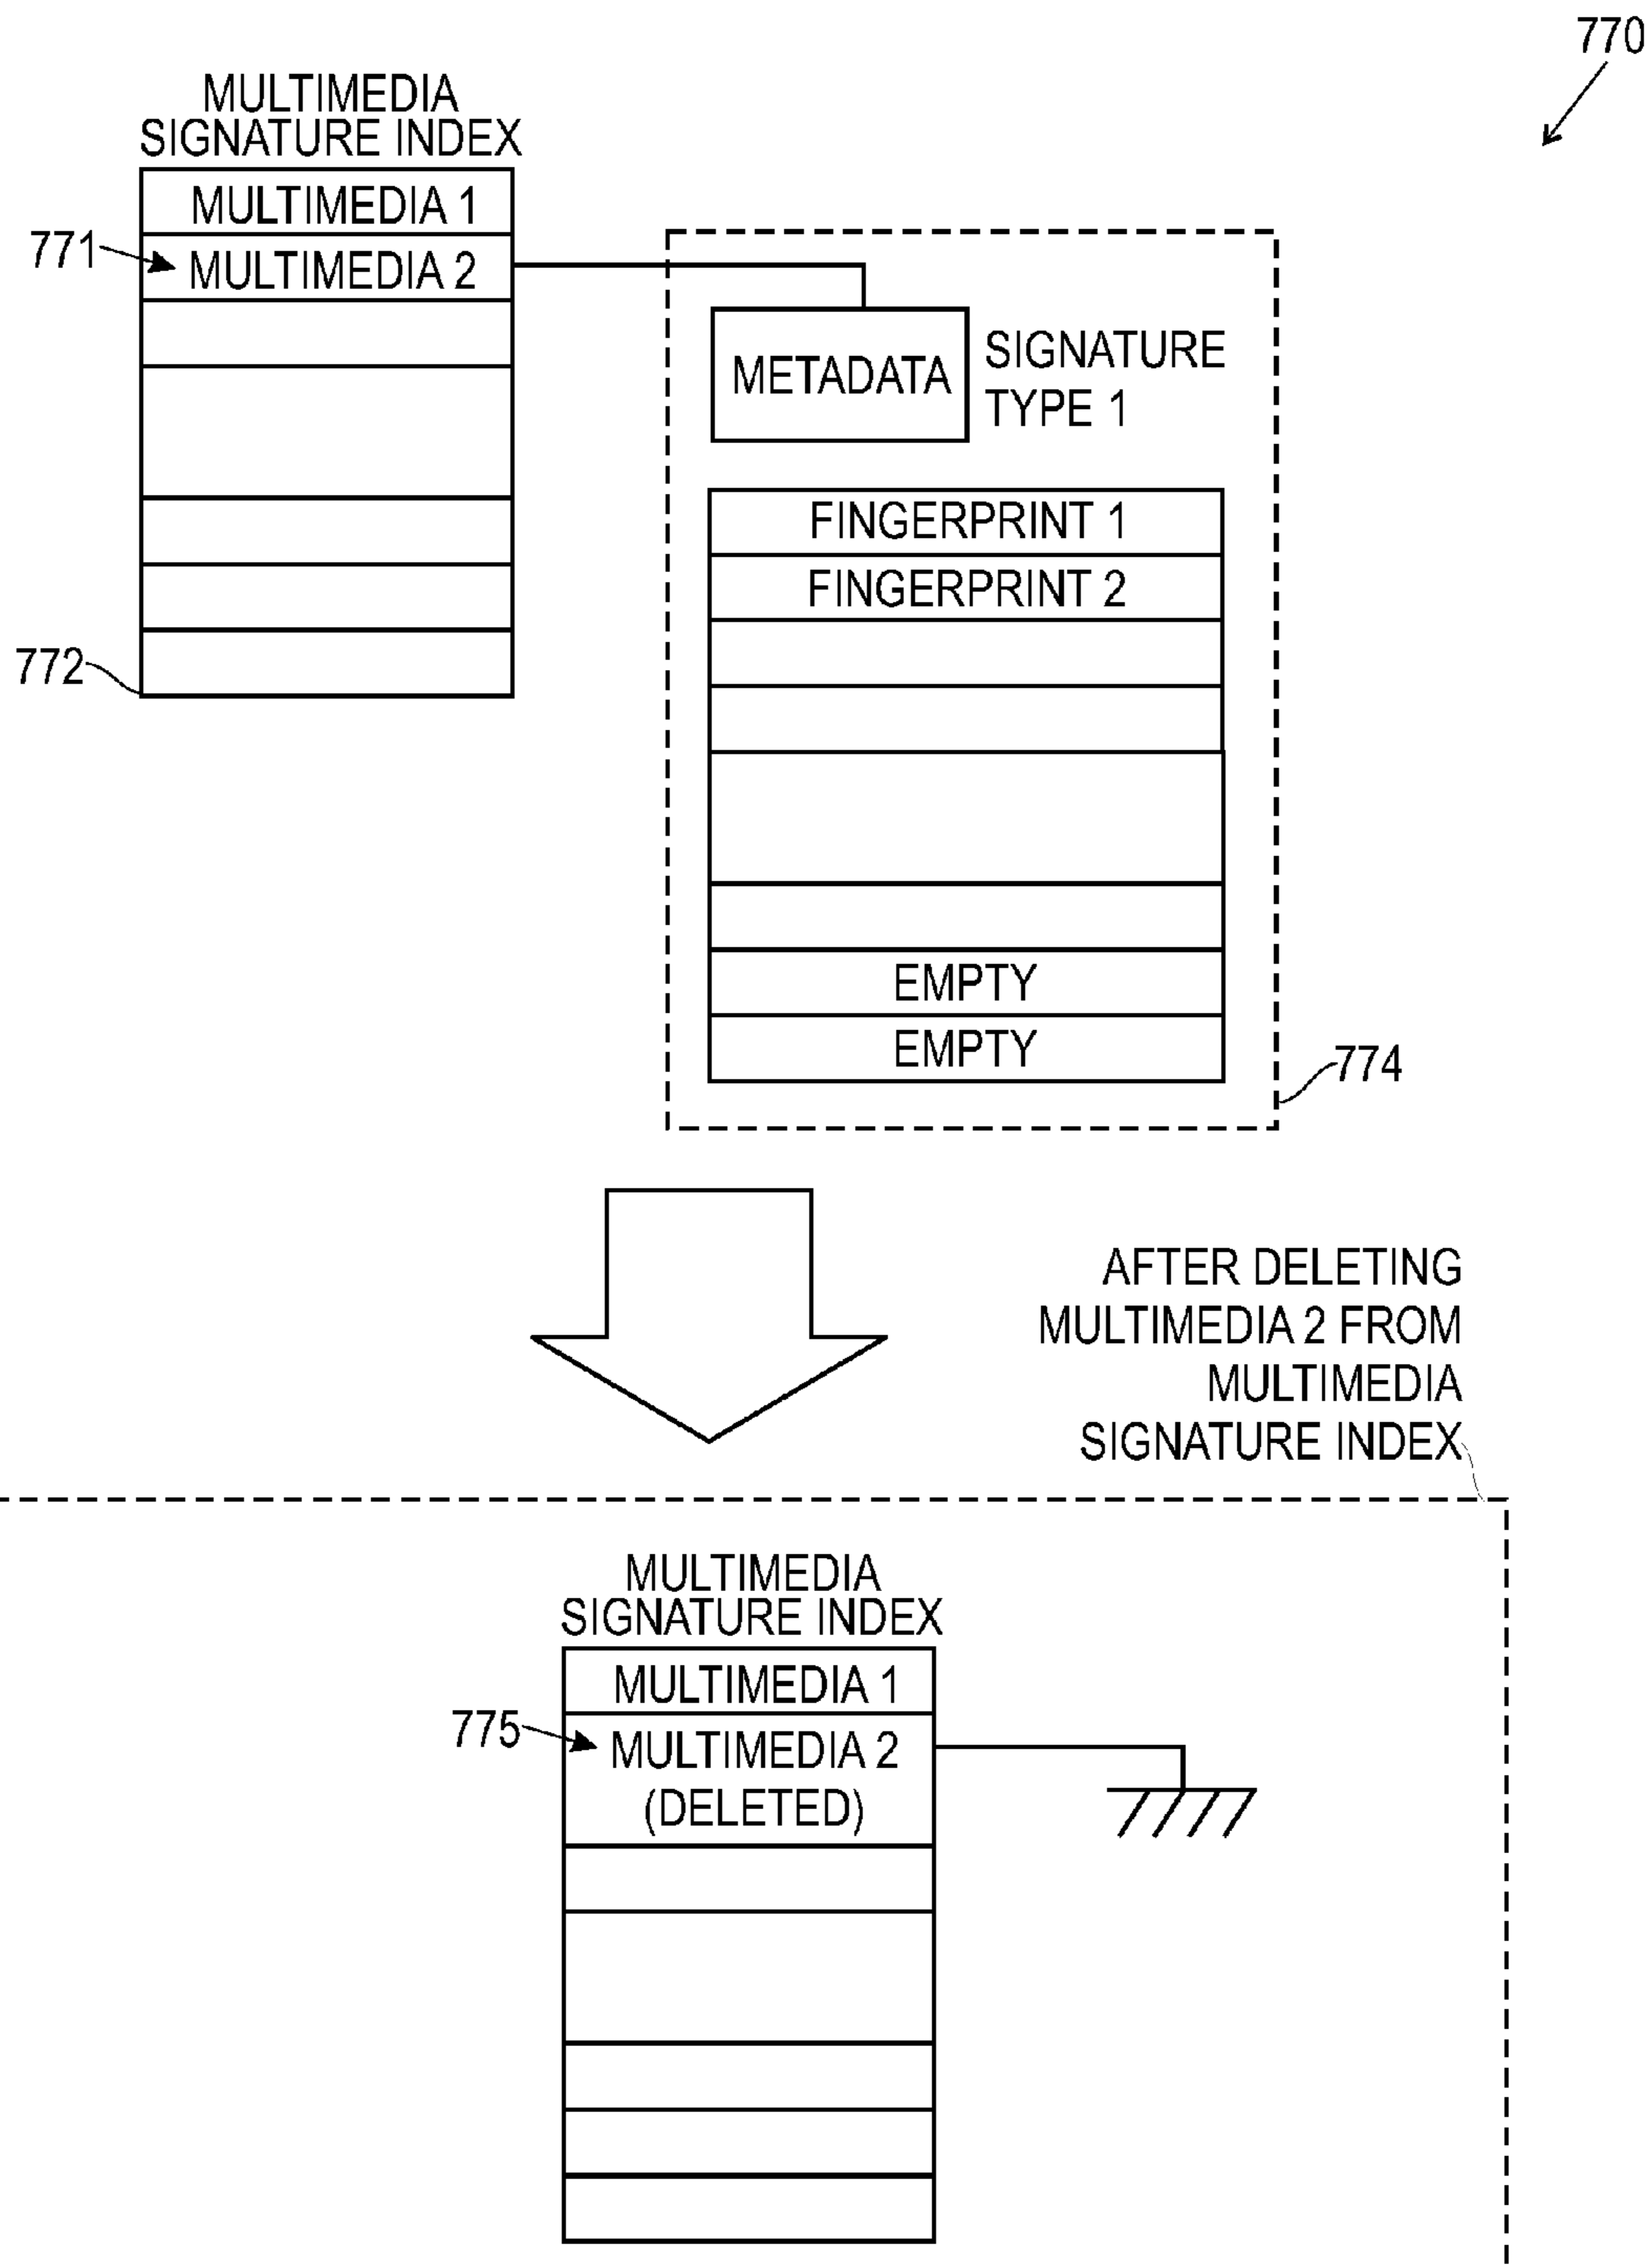 770
MULTIMEDIA
SIGNATURE INDEX
MULTIMEDIA 1
771
MULTIMEDIA 2
772
METADATA
SIGNATURE
TYPE 1
FINGERPRINT 1
FINGERPRINT 2
EMPTY
EMPTY
774
AFTER DELETING
MULTIMEDIA 2 FROM
MULTIMEDIA
SIGNATURE INDEX
MULTIMEDIA
SIGNATURE INDEX
MULTIMEDIA 1
775
MULTIMEDIA 2
(DELETED)